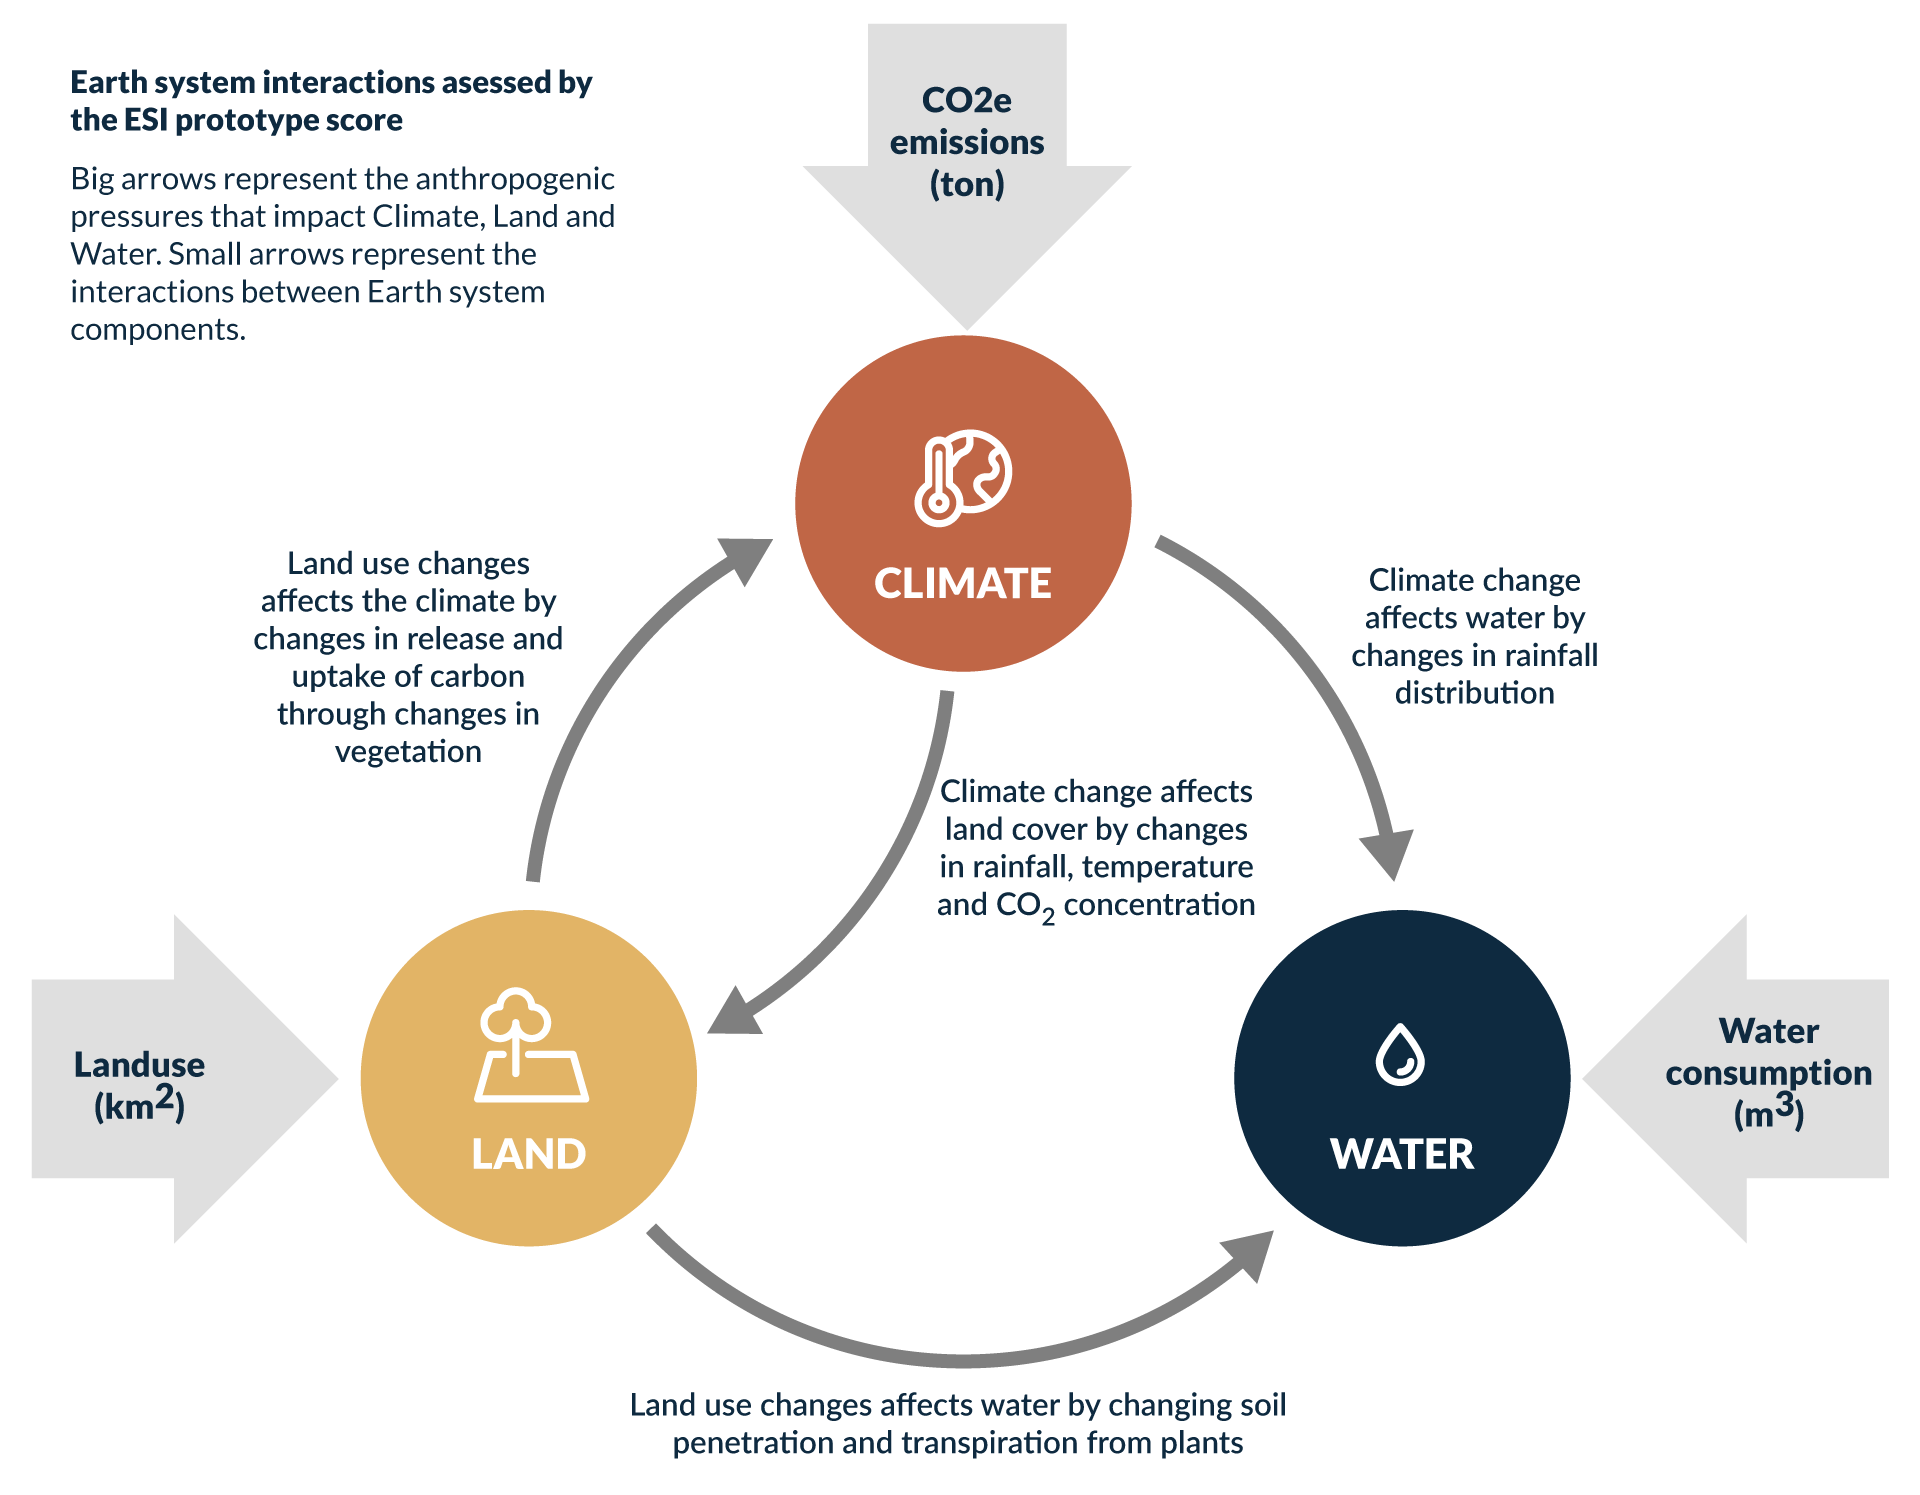 Earth system interactions asessed by
the ESI prototype score
Big arrows represent the anthropogenic
pressures that impact Climate, Land and
Water. Small arrows represent the
interactions between Earth system
components.
CO2e
emissions
(ton)
CLIMATE
Land use changes
affects the climate by
changes in release and
uptake of carbon
through changes in
vegetation
Climate change
affects water by
changes in rainfall
distribution
Climate change affects
land cover by changes
in rainfall, temperature
and CO₂ concentration
Landuse
(km²)
LAND
WATER
Water
consumption
(m³)
Land use changes affects water by changing soil
penetration and transpiration from plants